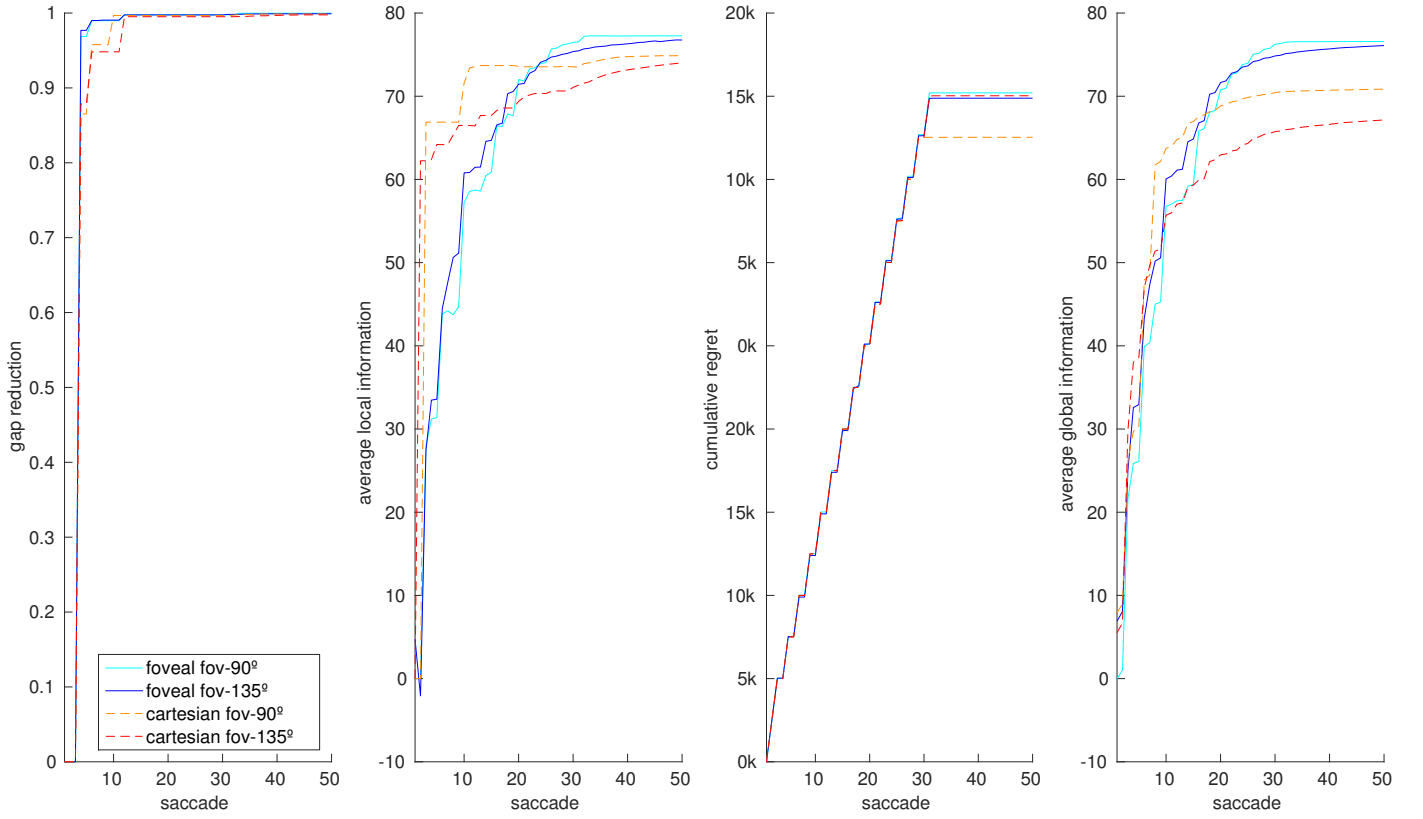 1
0.9
0.8
0.7
0.6
0.5
0.4
0.3
0.2
0.1
0
gap reduction
10 20 30 40 50
saccade
foveal fov-90º
foveal fov-135º
cartesian fov-90º
cartesian fov-135º
80
70
60
50
40
30
20
10
0
-10
average local information
10 20 30 40 50
saccade
20k
15k
10k
5k
0k
20k
15k
10k
5k
0k
cumulative regret
10 20 30 40 50
saccade
80
70
60
50
40
30
20
10
0
-10
average global information
10 20 30 40 50
saccade